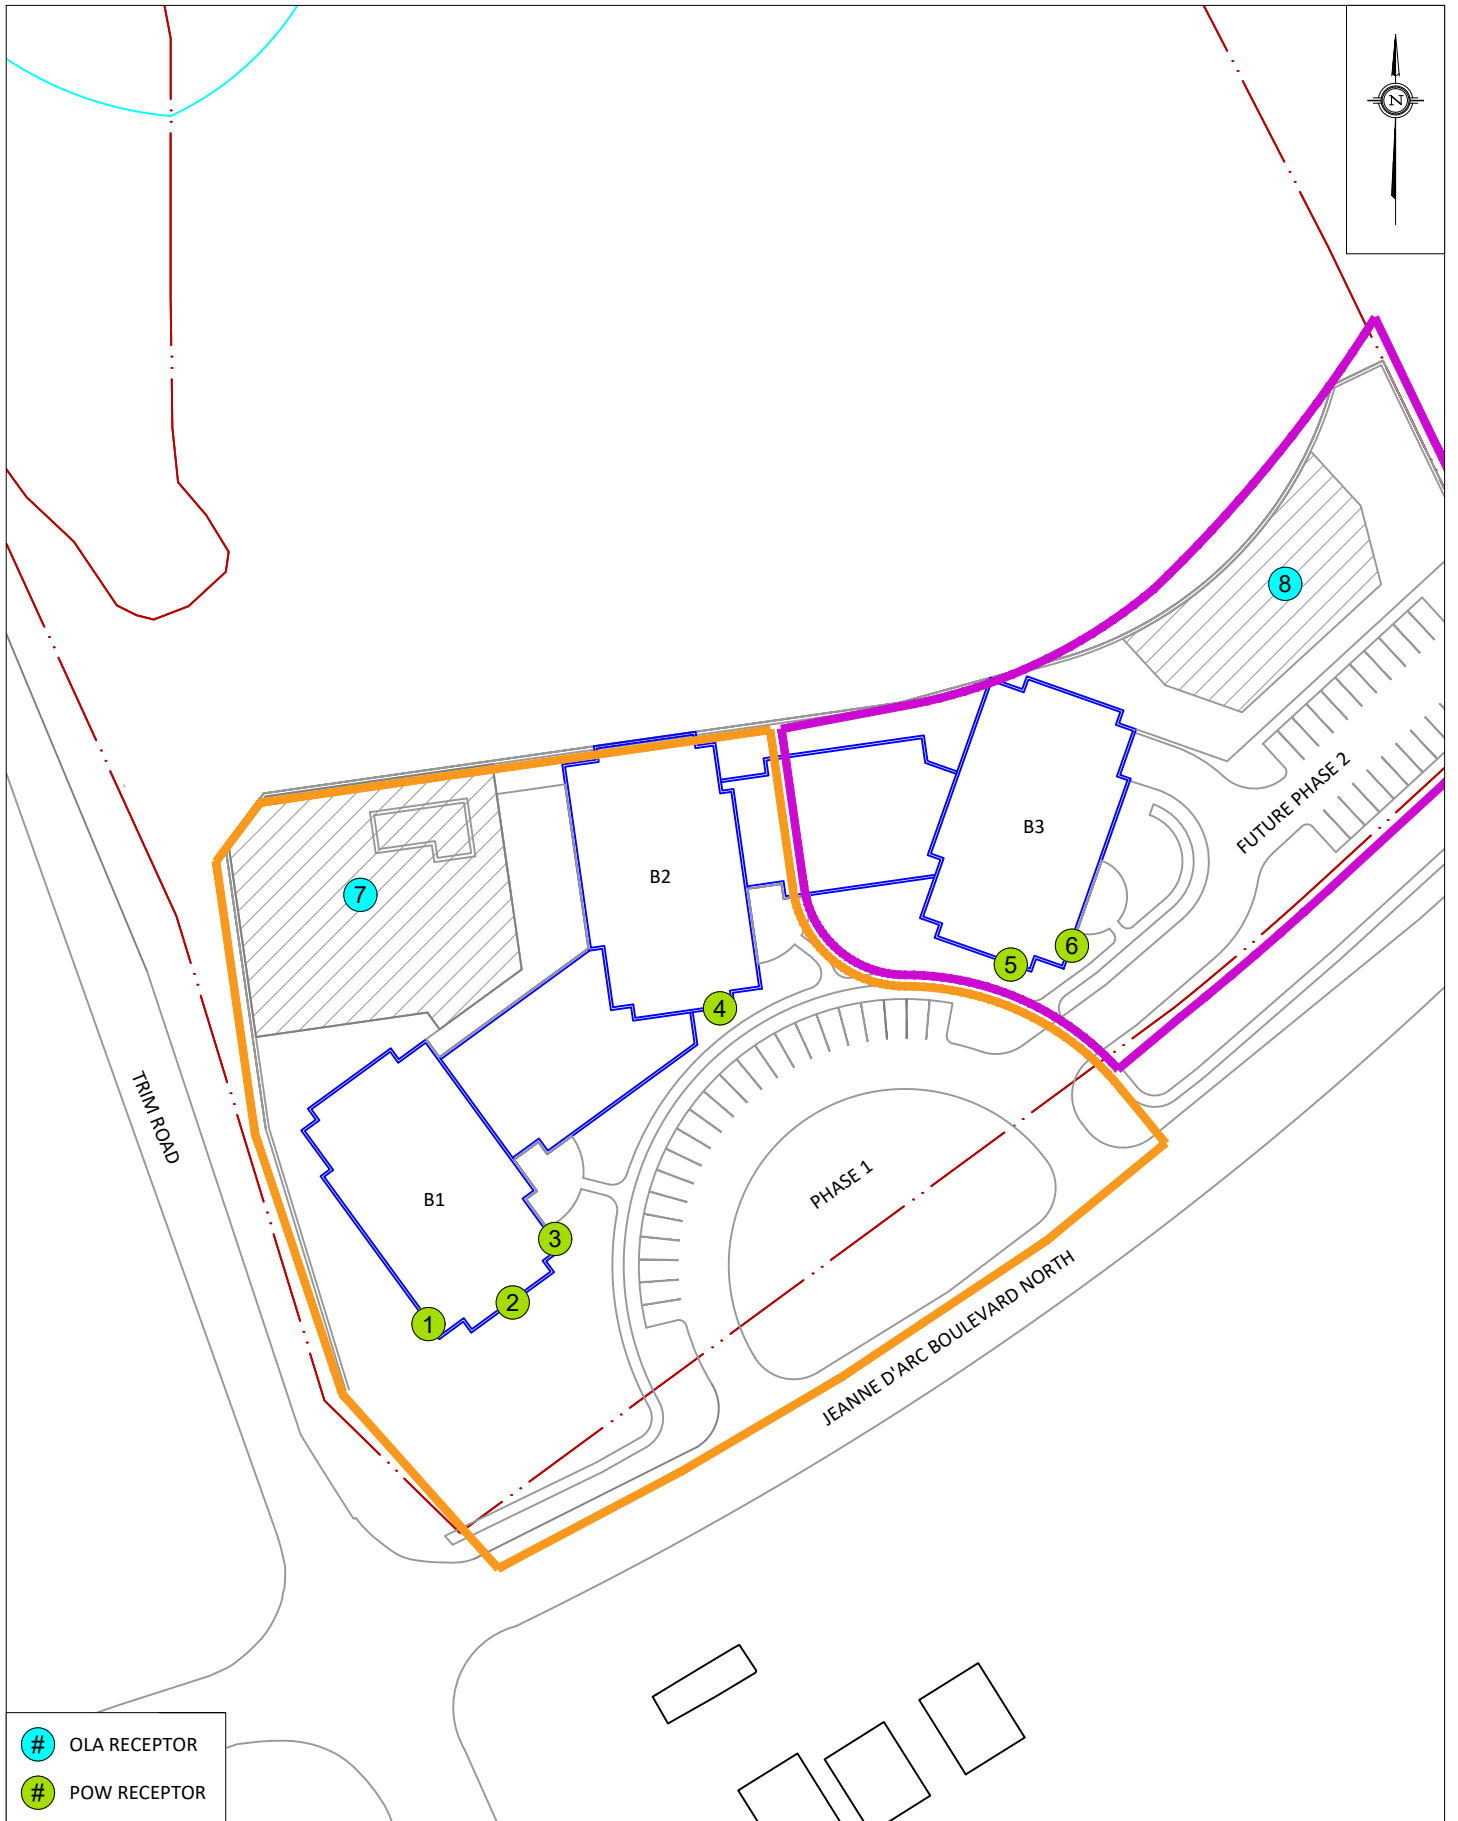 N
8
B3
FUTURE PHASE 2
B2
7
6
5
4
TRIM ROAD
PHASE 1
B1
3
2
1
JEANNE D'ARC BOULEVARD NORTH
# OLA RECEPTOR
# POW RECEPTOR